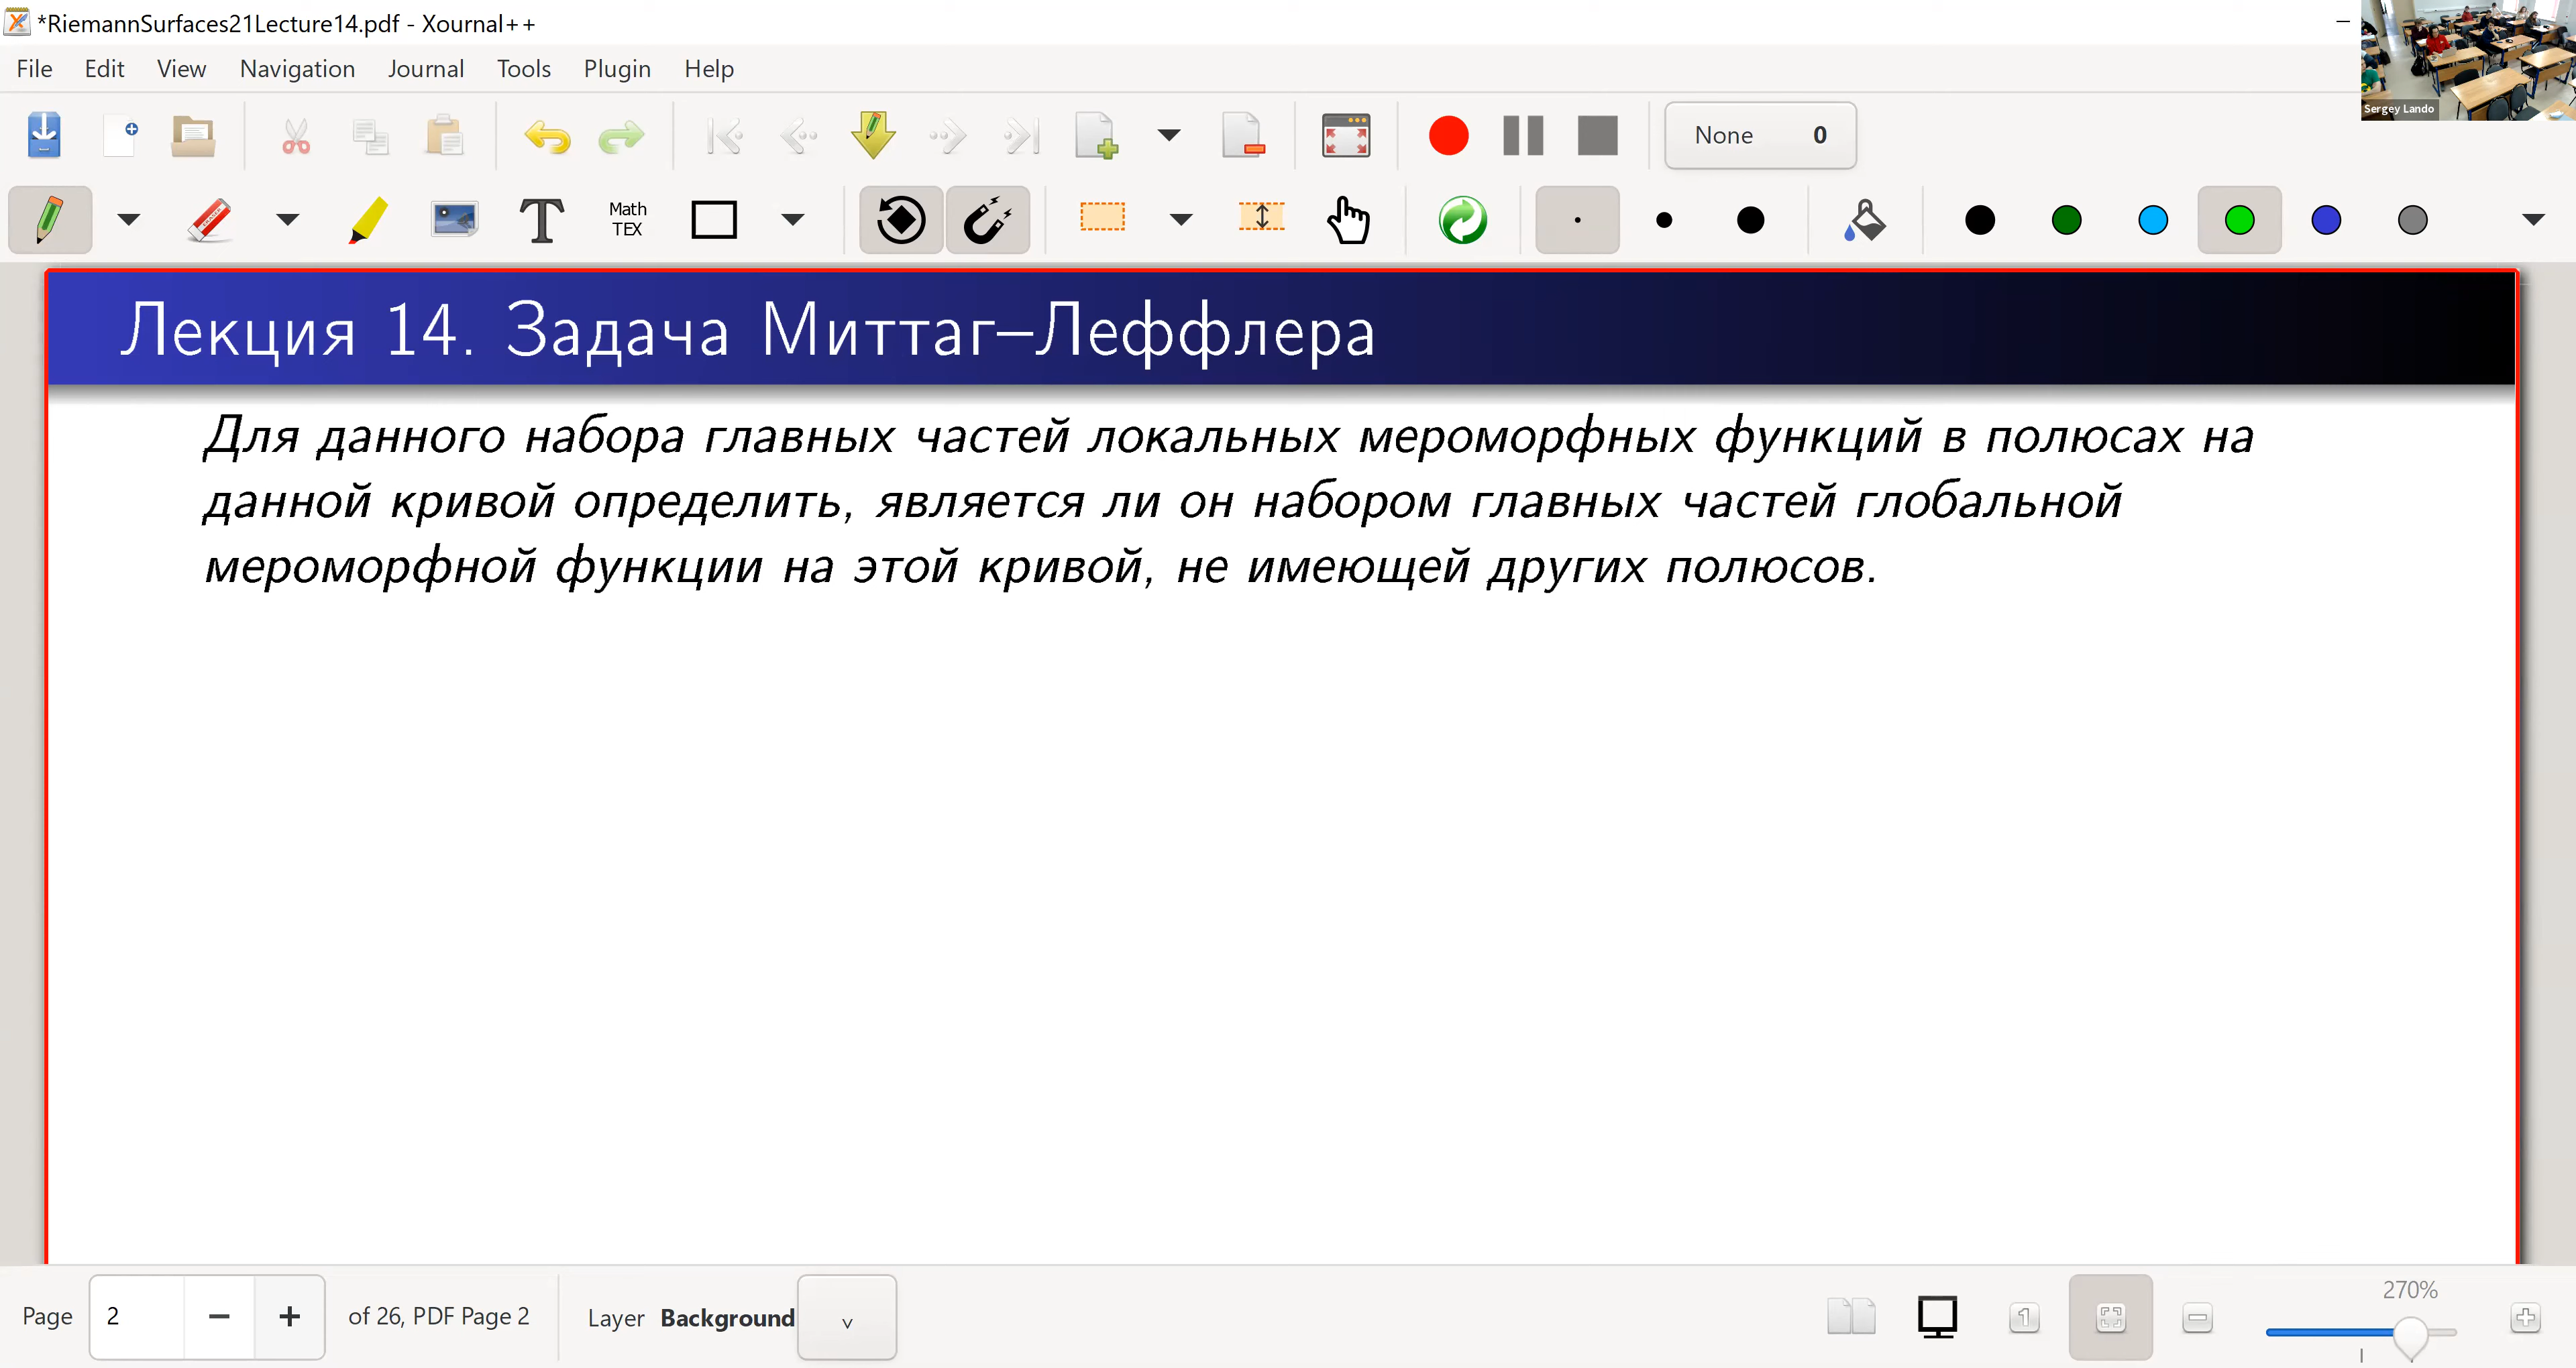 *RiemannSurfaces21Lecture14.pdf - Xournal++
File Edit View Navigation Journal Tools Plugin Help
Sergey Lando
None 0
Math
TEX
Лекция 14. Задача Миттаг–Леффлера
Для данного набора главных частей локальных мероморфных функций в полюсах на
данной кривой определить, является ли он набором главных частей глобальной
мероморфной функции на этой кривой, не имеющей других полюсов.
270%
Page 2 of 26, PDF Page 2 Layer Background v 1